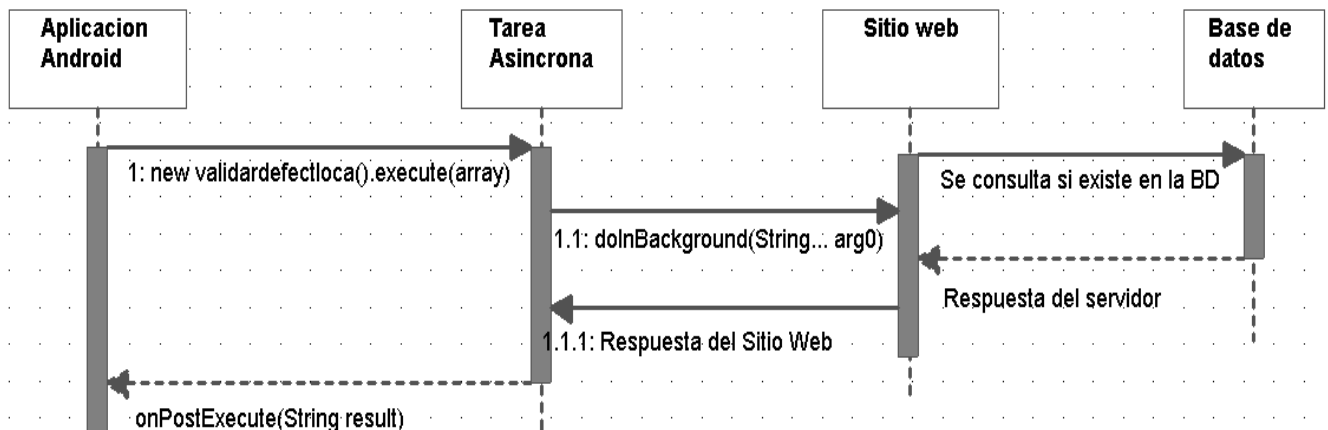 Aplicacion
Android
Tarea
Asincrona
Sitio web
Base de
datos
1: new validardefectloca().execute(array)
Se consulta si existe en la BD
1.1: doInBackground(String... arg0)
Respuesta del servidor
1.1.1: Respuesta del Sitio Web
onPostExecute(String result)